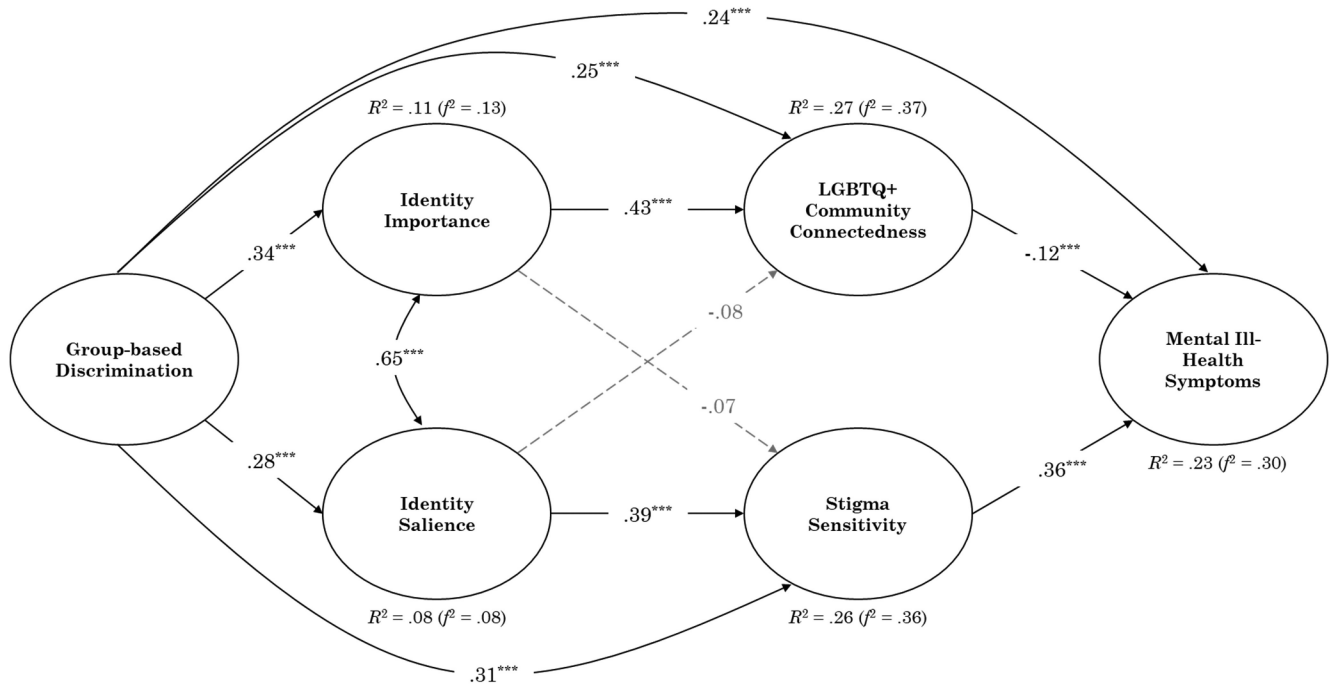 .24***
.25***
R² = .11 (f² = .13)
R² = .27 (f² = .37)
Identity
Importance
.43***
LGBTQ+
Community
Connectedness
.34***
-.12***
-.08
Group-based
Discrimination
.65***
Mental Ill-
Health
Symptoms
-.07
.28***
.36***
R² = .23 (f² = .30)
Identity
Salience
.39***
Stigma
Sensitivity
R² = .08 (f² = .08)
R² = .26 (f² = .36)
.31***